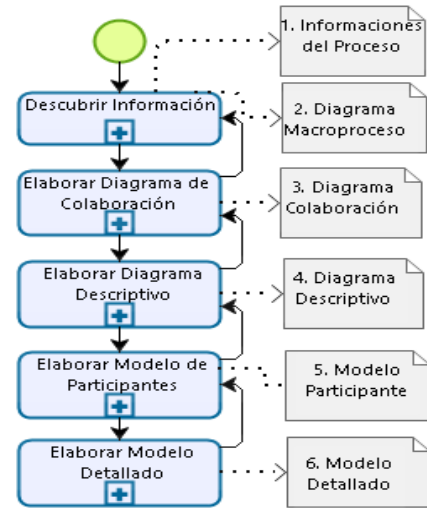 1. Informaciones
del Proceso
Descubrir Información
2. Diagrama
Macroproceso
Elaborar Diagrama de
Colaboración
3. Diagrama
Colaboración
Elaborar Diagrama
Descriptivo
4. Diagrama
Descriptivo
Elaborar Modelo de
Participantes
5. Modelo
Participante
Elaborar Modelo
Detallado
6. Modelo
Detallado